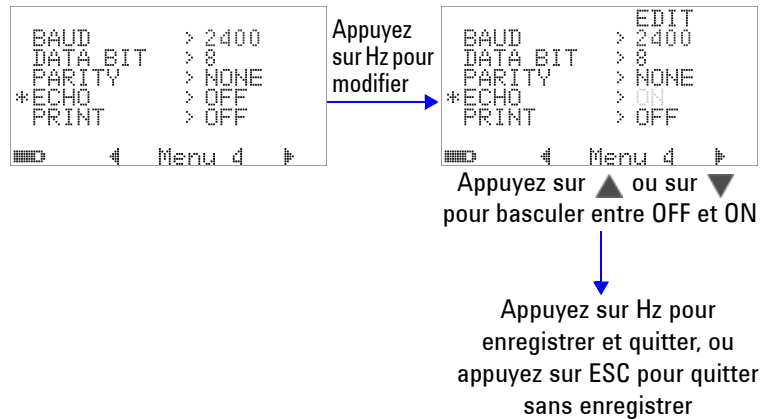 BAUD > 2400
DATA BIT > 8
PARITY > NONE
*ECHO > OFF
PRINT > OFF
Menu 4
Appuyez
sur Hz pour
modifier
EDIT
BAUD > 2400
DATA BIT > 8
PARITY > NONE
*ECHO > ON
PRINT > OFF
Menu 4
Appuyez sur ▲ ou sur ▼
pour basculer entre OFF et ON
Appuyez sur Hz pour
enregistrer et quitter, ou
appuyez sur ESC pour quitter
sans enregistrer